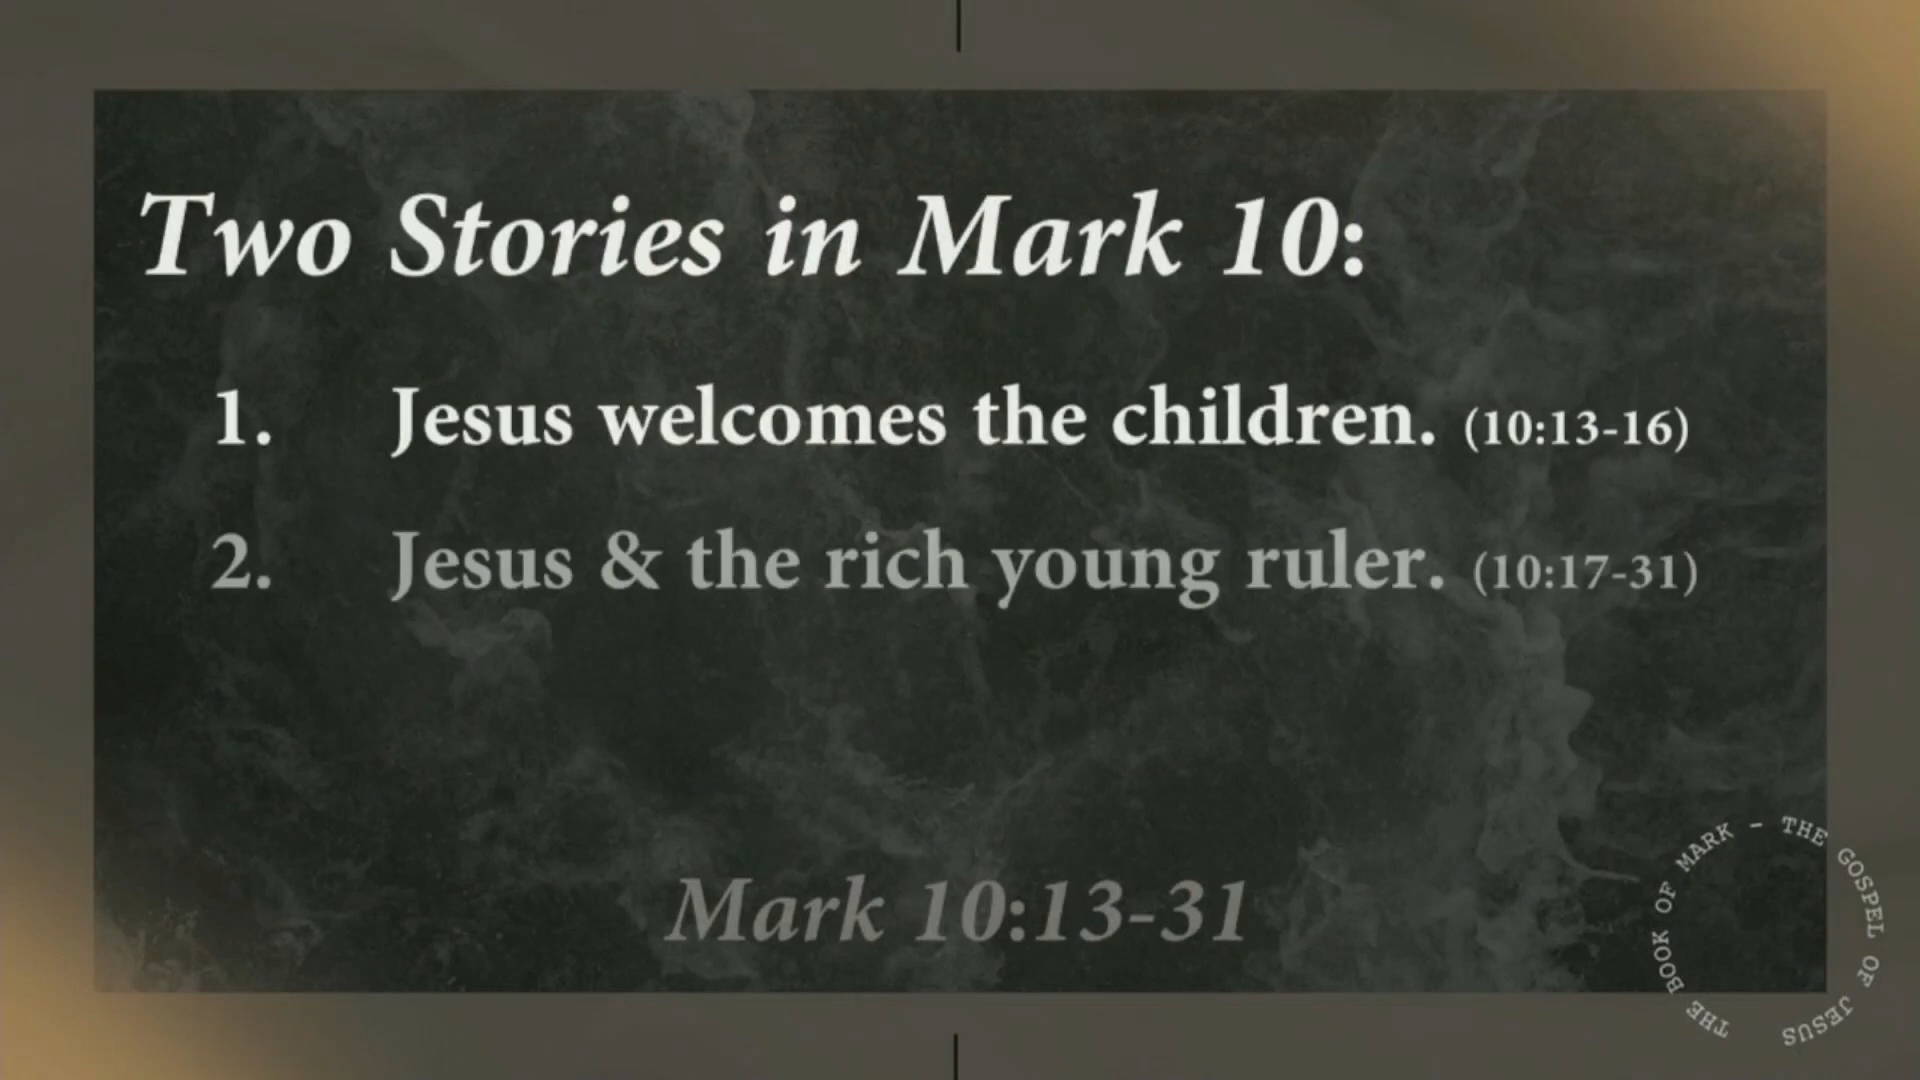 Two Stories in Mark 10:
1. Jesus welcomes the children. (10:13-16)
2. Jesus & the rich young ruler. (10:17-31)
Mark 10:13-31
THE BOOK OF MARK - THE GOSPEL OF JESUS